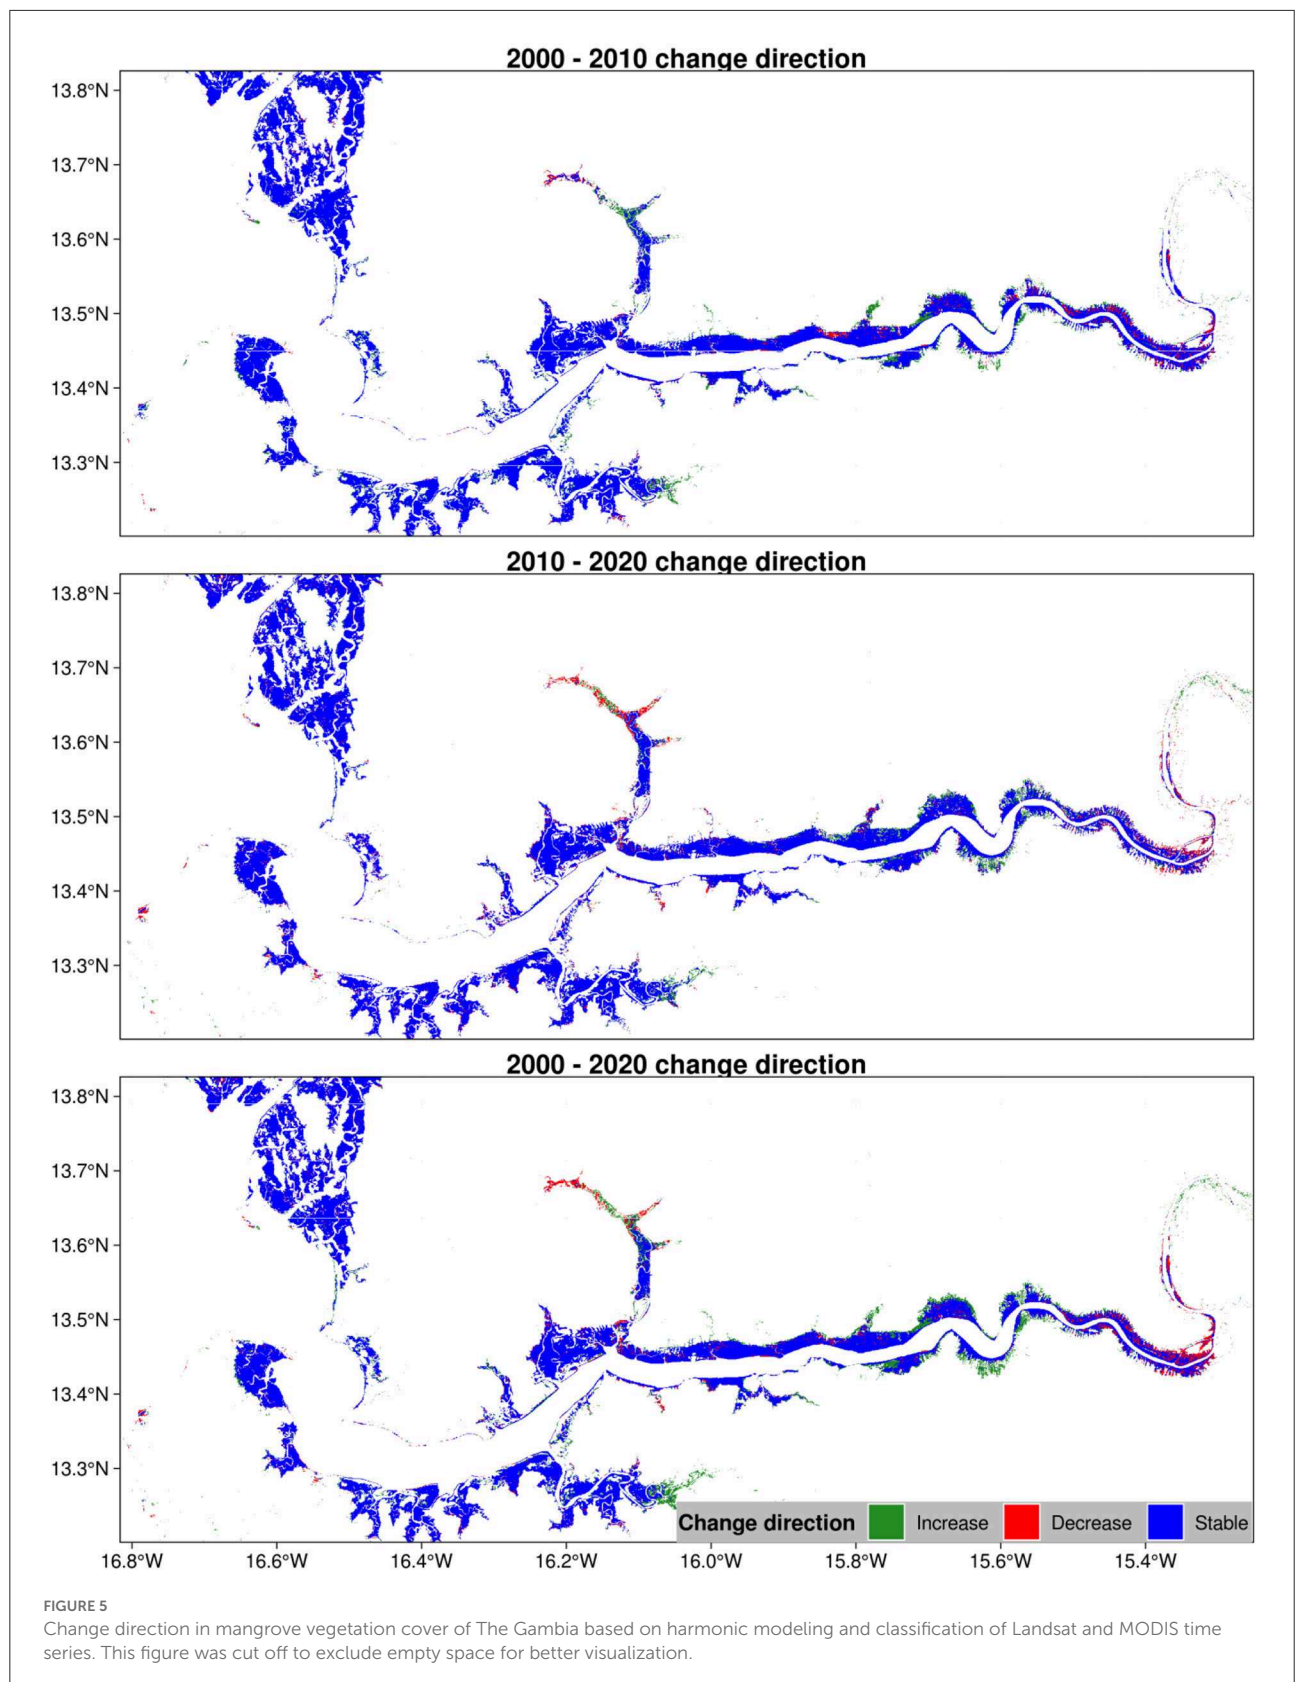 2000 - 2010 change direction
13.8°N
13.7°N
13.6°N
13.5°N
13.4°N
13.3°N
2010 - 2020 change direction
13.8°N
13.7°N
13.6°N
13.5°N
13.4°N
13.3°N
2000 - 2020 change direction
13.8°N
13.7°N
13.6°N
13.5°N
13.4°N
13.3°N
Change direction Increase Decrease Stable
16.8°W 16.6°W 16.4°W 16.2°W 16.0°W 15.8°W 15.6°W 15.4°W
FIGURE 5
Change direction in mangrove vegetation cover of The Gambia based on harmonic modeling and classification of Landsat and MODIS time
series. This figure was cut off to exclude empty space for better visualization.